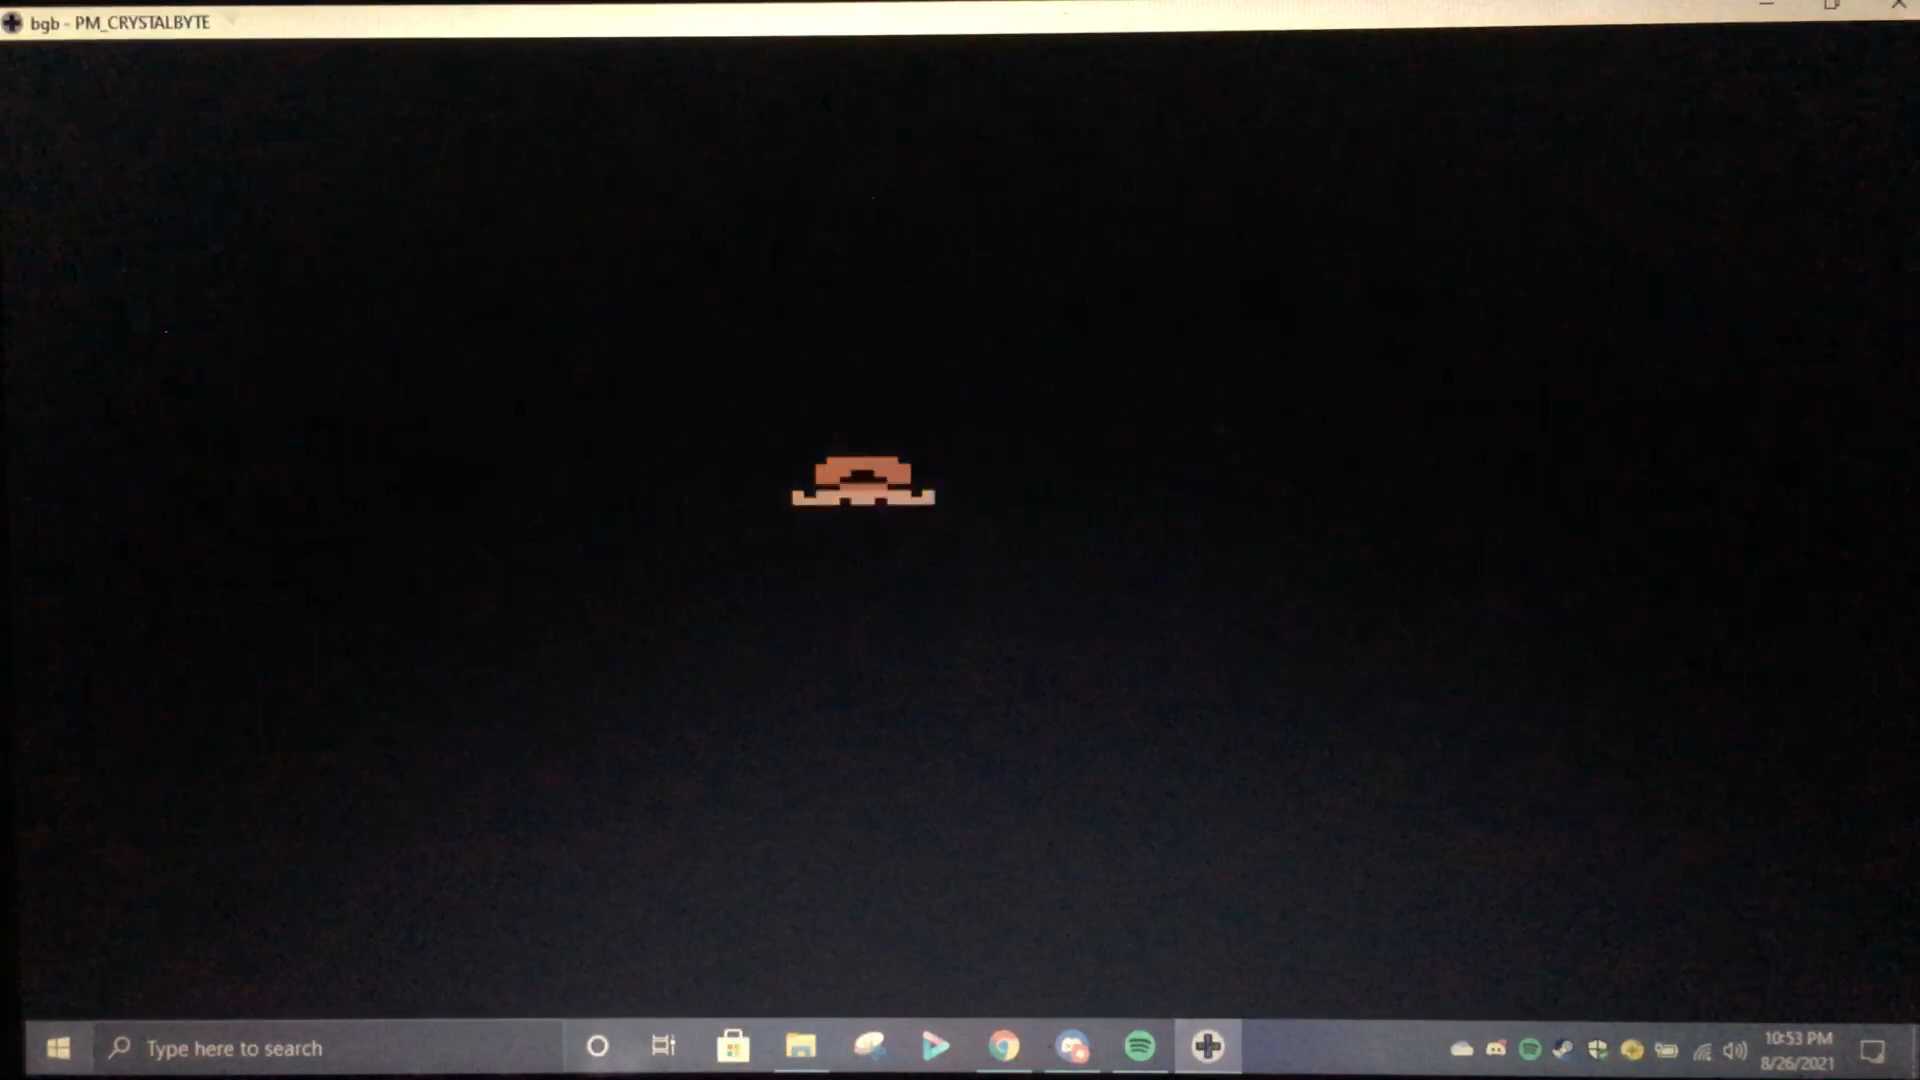 bgb - PM_CRYSTALBYTE
Type here to search
10:53 PM
8/26/2021